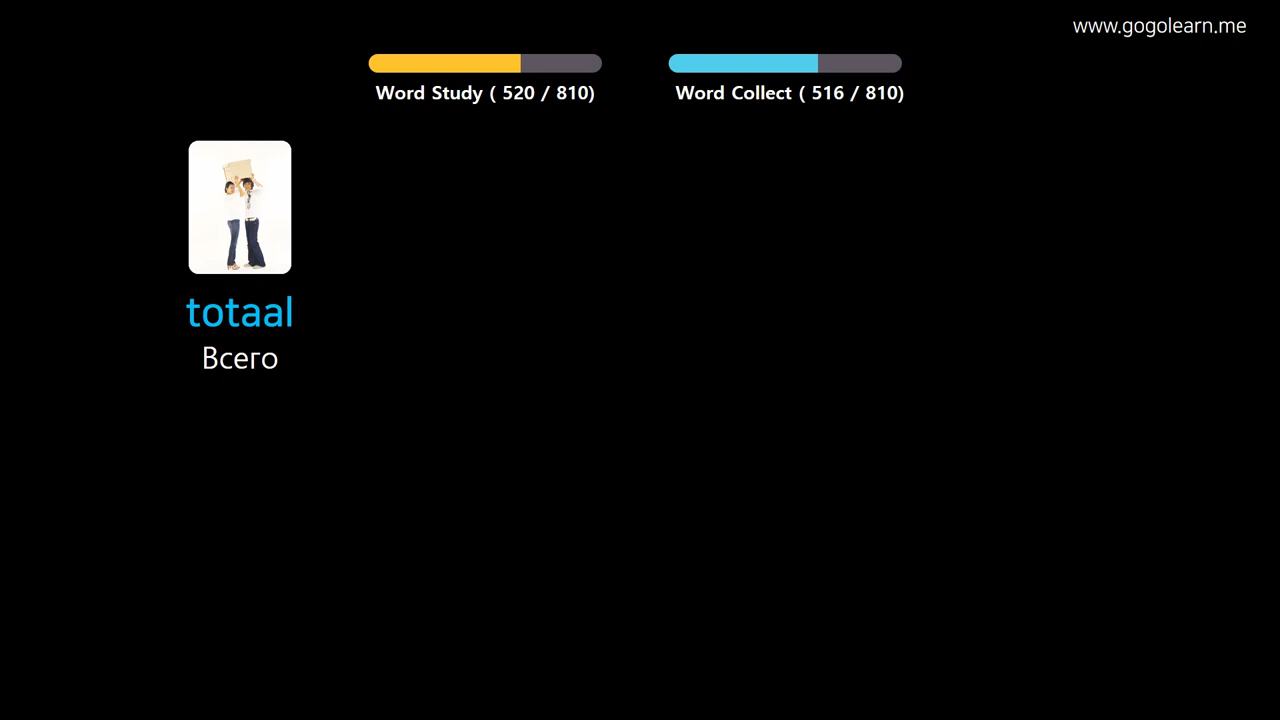 www.gogolearn.me
Word Study ( 520 / 810)
Word Collect ( 516 / 810)
totaal
Всего